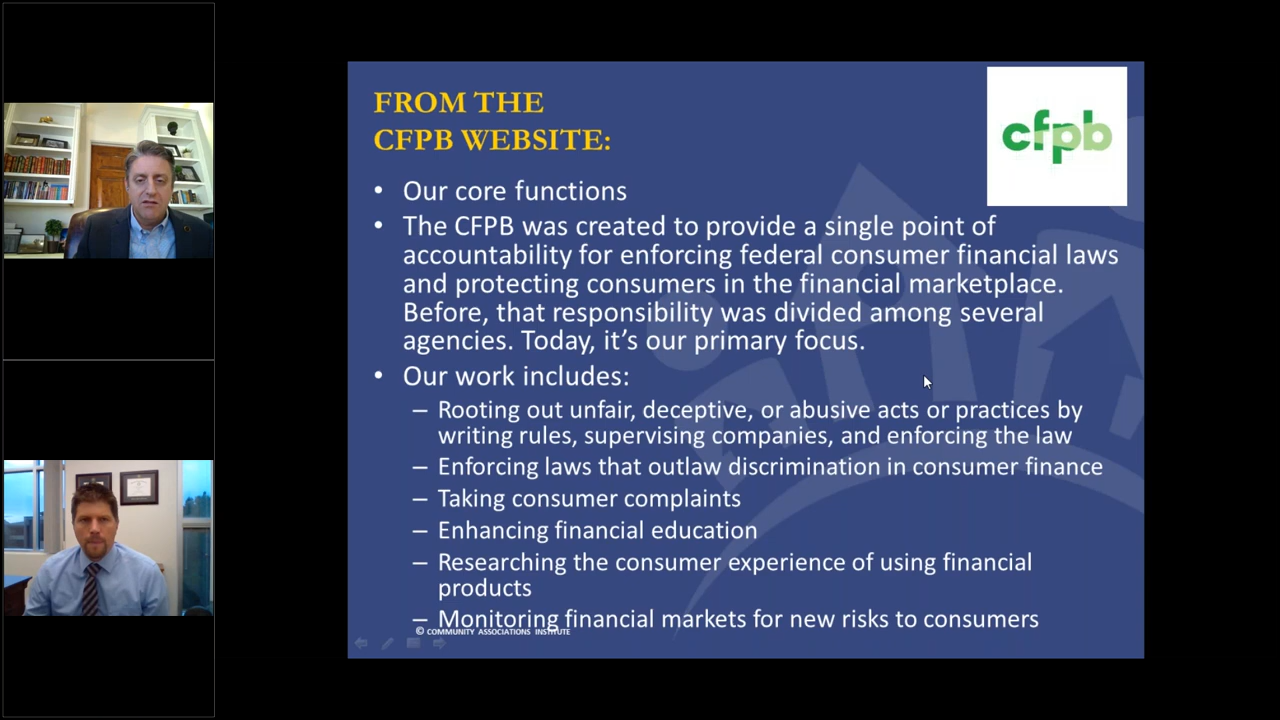 FROM THE
CFPB WEBSITE:
cfpb
• Our core functions
• The CFPB was created to provide a single point of
accountability for enforcing federal consumer financial laws
and protecting consumers in the financial marketplace.
Before, that responsibility was divided among several
agencies. Today, it’s our primary focus.
• Our work includes:
– Rooting out unfair, deceptive, or abusive acts or practices by
writing rules, supervising companies, and enforcing the law
– Enforcing laws that outlaw discrimination in consumer finance
– Taking consumer complaints
– Enhancing financial education
– Researching the consumer experience of using financial
products
– Monitoring financial markets for new risks to consumers
© COMMUNITY ASSOCIATIONS INSTITUTE